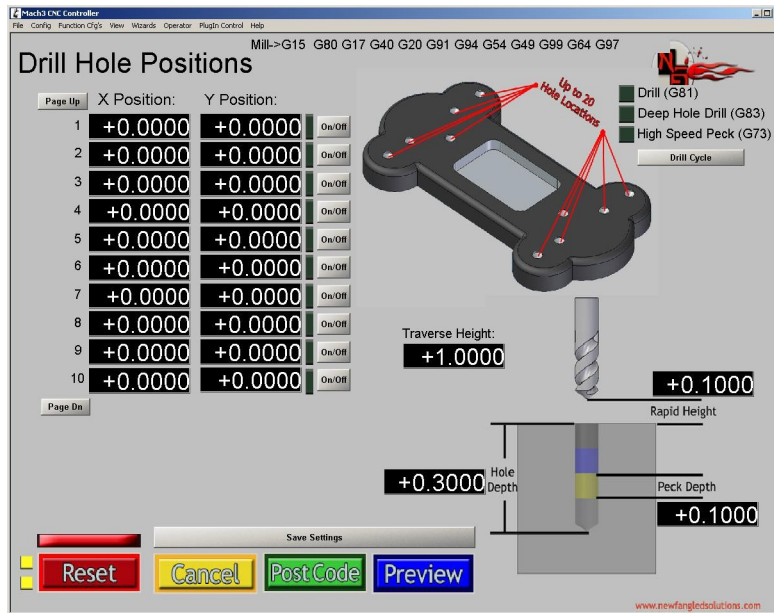 Mach3 CNC Controller
File Config Function Cfg's View Wizards Operator PlugIn Control Help
Mill->G15 G80 G17 G40 G20 G91 G94 G54 G49 G99 G64 G97
Drill Hole Positions
Up to 20
Hole Locations
Drill (G81)
Deep Hole Drill (G83)
High Speed Peck (G73)
Drill Cycle
Page Up X Position: Y Position:
1 +0.0000 +0.0000 On/Off
2 +0.0000 +0.0000 On/Off
3 +0.0000 +0.0000 On/Off
4 +0.0000 +0.0000 On/Off
5 +0.0000 +0.0000 On/Off
6 +0.0000 +0.0000 On/Off
7 +0.0000 +0.0000 On/Off
8 +0.0000 +0.0000 On/Off
9 +0.0000 +0.0000 On/Off
10 +0.0000 +0.0000 On/Off
Page Dn
Traverse Height:
+1.0000
+0.1000
Rapid Height
+0.3000
Hole
Depth
Peck Depth
+0.1000
Save Settings
Reset Cancel Post Code Preview
www.newfangledsolutions.com